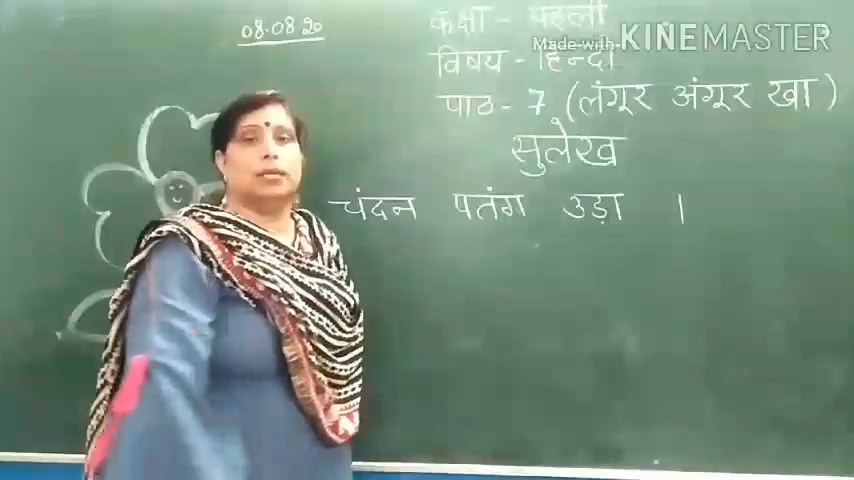 08.08.20
कक्षा - पहली
Made with KINEMASTER
विषय - हिन्दी
पाठ - 7 (लंगूर अंगूर खा)
सुलेख
चंदन पतंग उड़ा ।